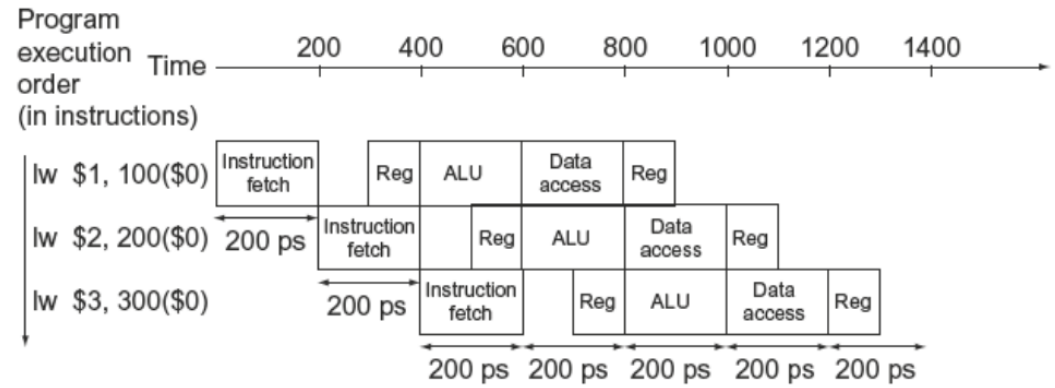 Program
execution
order
(in instructions)
Time
200 400 600 800 1000 1200 1400
lw $1, 100($0)
Instruction
fetch
Reg
ALU
Data
access
Reg
lw $2, 200($0)
200 ps
Instruction
fetch
Reg
ALU
Data
access
Reg
lw $3, 300($0)
200 ps
Instruction
fetch
Reg
ALU
Data
access
Reg
200 ps 200 ps 200 ps 200 ps 200 ps